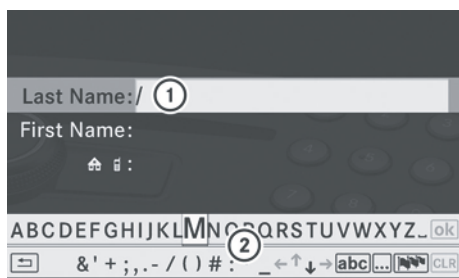 Last Name:/ 1
First Name:
:
ABCDEFGHIJKLMNOPQRSTUVWXYZ_ ok
2
&'+;,.-/()#: _←↑↓→ abc ... CLR